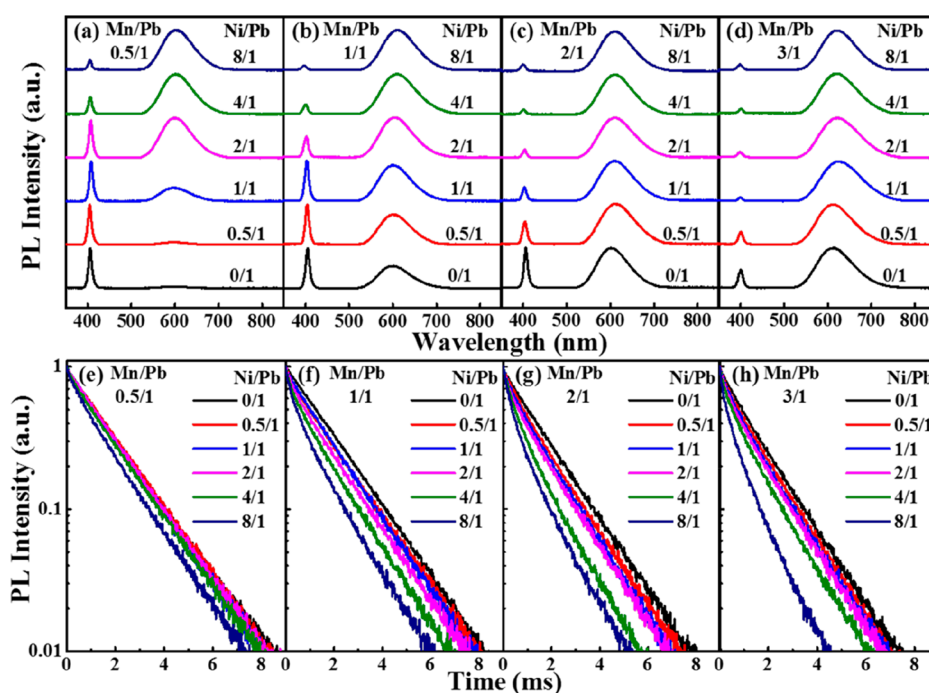 (a) Mn/Pb Ni/Pb (b) Mn/Pb Ni/Pb (c) Mn/Pb Ni/Pb (d) Mn/Pb Ni/Pb
0.5/1 8/1 1/1 8/1 2/1 8/1 3/1 8/1
4/1 4/1 4/1 4/1
2/1 2/1 2/1 2/1
1/1 1/1 1/1 1/1
0.5/1 0.5/1 0.5/1 0.5/1
0/1 0/1 0/1 0/1
PL Intensity (a.u.)
400 500 600 700 800 400 500 600 700 800 400 500 600 700 800 400 500 600 700 800
Wavelength (nm)
1 (e) Mn/Pb Ni/Pb (f) Mn/Pb Ni/Pb (g) Mn/Pb Ni/Pb (h) Mn/Pb Ni/Pb
0.5/1 0/1 1/1 0/1 2/1 0/1 3/1 0/1
0.5/1 0.5/1 0.5/1 0.5/1
1/1 1/1 1/1 1/1
2/1 2/1 2/1 2/1
4/1 4/1 4/1 4/1
0.1 8/1 8/1 8/1 8/1
0.01
PL Intensity (a.u.)
0 2 4 6 8 0 2 4 6 8 0 2 4 6 8 0 2 4 6 8
Time (ms)